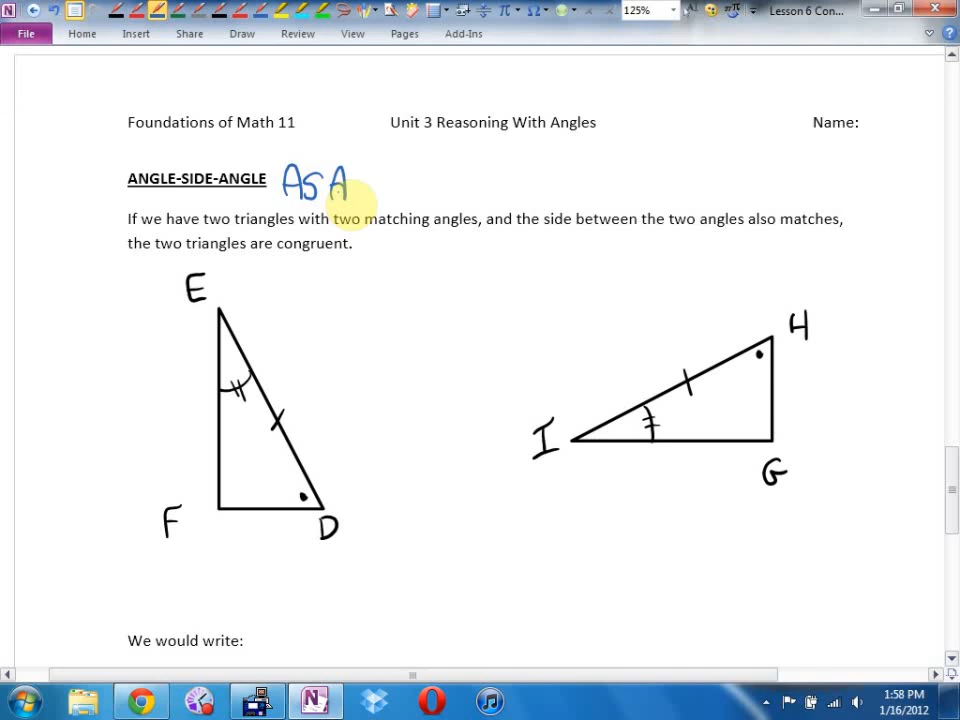 125% Lesson 6 Con...
File Home Insert Share Draw Review View Pages Add-Ins
Foundations of Math 11 Unit 3 Reasoning With Angles Name:
ANGLE-SIDE-ANGLE ASA
If we have two triangles with two matching angles, and the side between the two angles also matches,
the two triangles are congruent.
E
H
I
G
F
D
We would write:
1:58 PM
1/16/2012